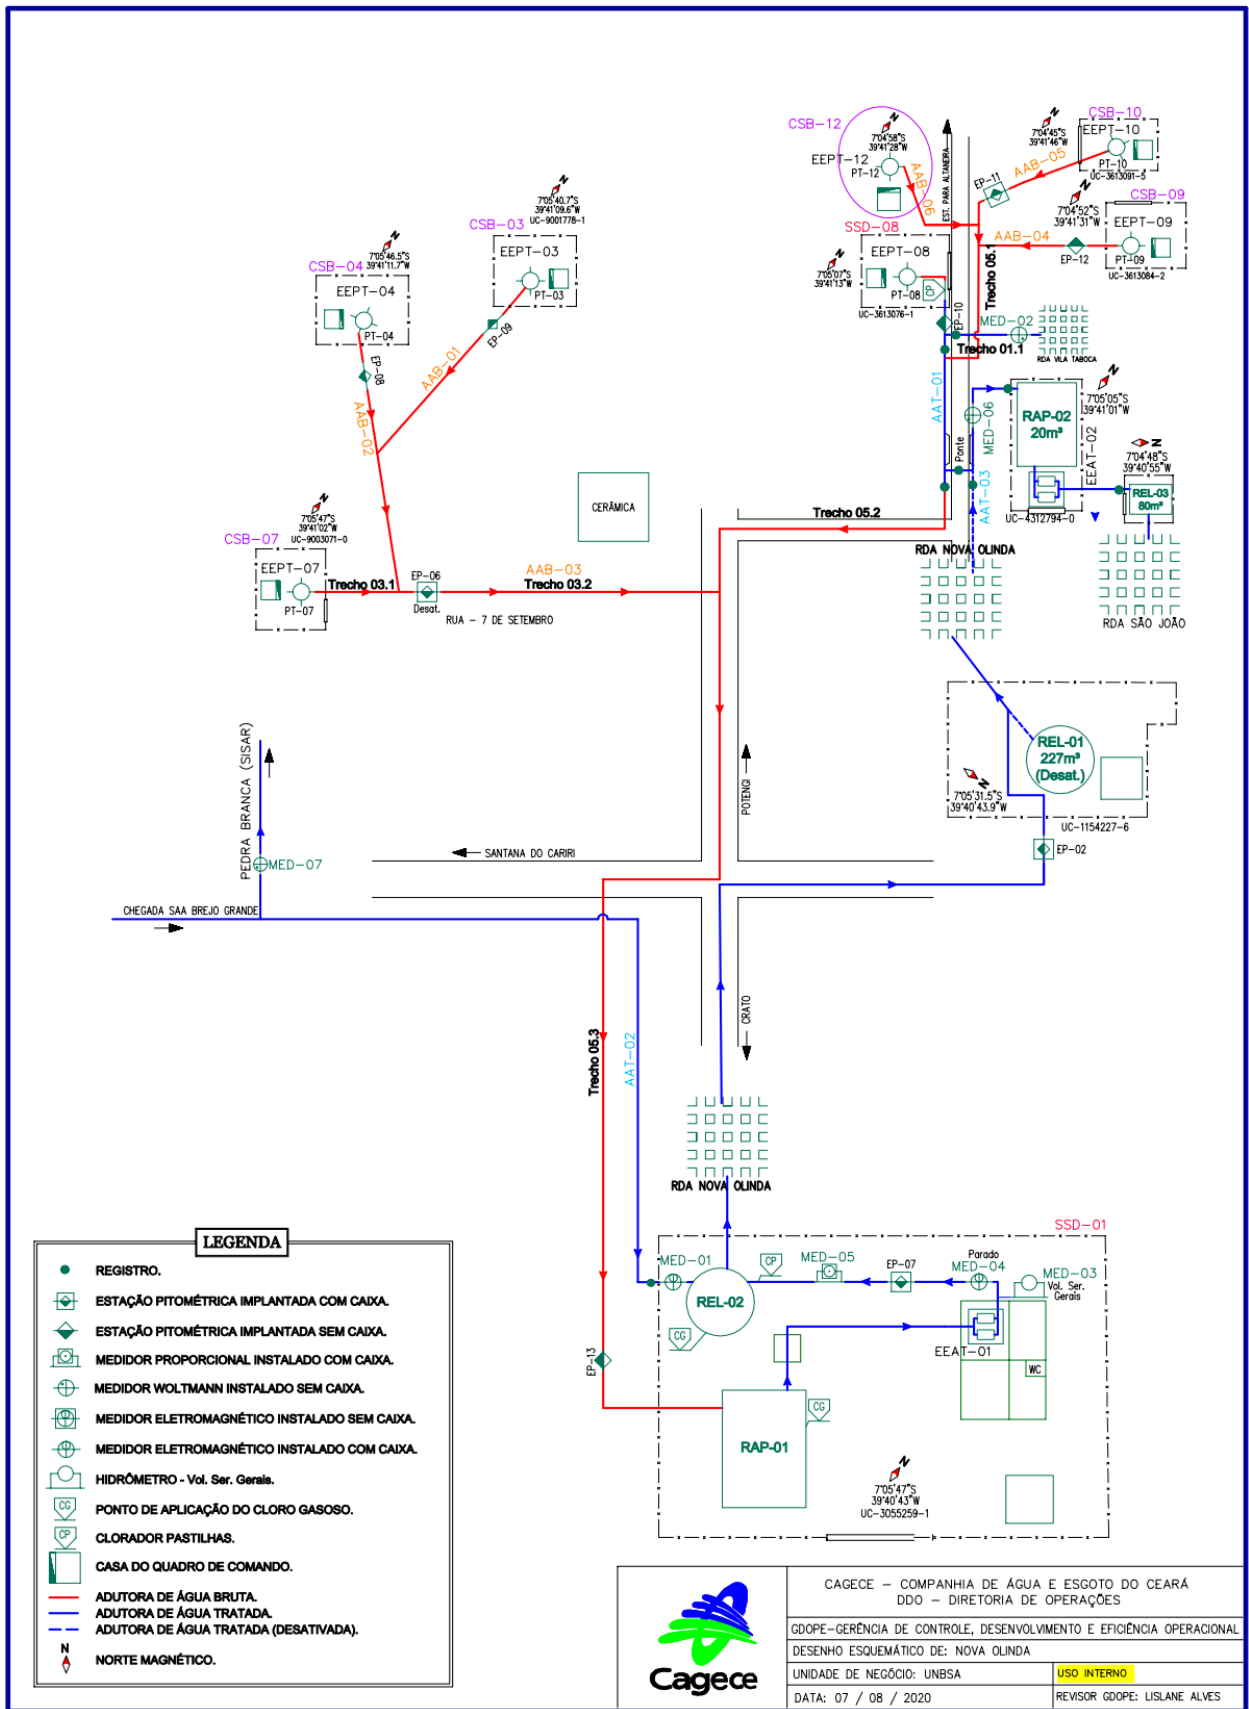 CSB-12
7°04'58"S
39°41'28"W
N
EEPT-12
PT-12
AAB-06
EST. PARA ALTANEIRA
CSB-10
7°04'45"S
39°41'46"W
N
EEPT-10
PT-10
UC-3613091-5
AAB-05
EP-11
CSB-09
7°04'52"S
39°41'31"W
N
EEPT-09
PT-09
UC-3613084-2
AAB-04
EP-12
Trecho 05.1
SSD-08
EEPT-08
7°05'07"S
39°41'13"W
N
PT-08
CP
UC-3613076-1
EP-10
MED-02
Trecho 01.1
RDA VILA TABOCA
CSB-03
7°05'40.7"S
39°41'09.6"W
UC-9001778-1
N
EEPT-03
PT-03
EP-09
AAB-01
CSB-04
7°05'46.5"S
39°41'11.7"W
N
EEPT-04
PT-04
EP-08
AAB-02
AAT-01
MED-06
Ponte
AAT-03
RAP-02
20m³
7°05'05"S
39°41'01"W
N
EEAT-02
UC-4312794-0
N
7°04'48"S
39°40'55"W
REL-03
80m³
RDA SÃO JOÃO
CERÂMICA
Trecho 05.2
RDA NOVA OLINDA
CSB-07
7°05'47"S
39°41'02"W
UC-9003071-0
N
EEPT-07
PT-07
Trecho 03.1
EP-06
Desat.
AAB-03
Trecho 03.2
RUA - 7 DE SETEMBRO
REL-01
227m³
(Desat.)
N
7°05'31.5"S
39°40'43.9"W
UC-1154227-6
EP-02
PEDRA BRANCA (SISAR)
MED-07
POTENGI
SANTANA DO CARIRI
CHEGADA SAA BREJO GRANDE
CRATO
Trecho 05.3
AAT-02
RDA NOVA OLINDA
SSD-01
MED-01
CP
MED-05
EP-07
Parado
MED-04
MED-03
Vol. Ser.
Gerais
REL-02
CG
EEAT-01
WC
EP-13
CG
RAP-01
N
7°05'47"S
39°40'43"W
UC-3055259-1
LEGENDA
REGISTRO.
ESTAÇÃO PITOMÉTRICA IMPLANTADA COM CAIXA.
ESTAÇÃO PITOMÉTRICA IMPLANTADA SEM CAIXA.
MEDIDOR PROPORCIONAL INSTALADO COM CAIXA.
MEDIDOR WOLTMANN INSTALADO SEM CAIXA.
MEDIDOR ELETROMAGNÉTICO INSTALADO SEM CAIXA.
MEDIDOR ELETROMAGNÉTICO INSTALADO COM CAIXA.
HIDRÔMETRO - Vol. Ser. Gerais.
CG PONTO DE APLICAÇÃO DO CLORO GASOSO.
CP CLORADOR PASTILHAS.
CASA DO QUADRO DE COMANDO.
ADUTORA DE ÁGUA BRUTA.
ADUTORA DE ÁGUA TRATADA.
ADUTORA DE ÁGUA TRATADA (DESATIVADA).
N NORTE MAGNÉTICO.
Cagece
CAGECE - COMPANHIA DE ÁGUA E ESGOTO DO CEARÁ
DDO - DIRETORIA DE OPERAÇÕES
GDOPE-GERÊNCIA DE CONTROLE, DESENVOLVIMENTO E EFICIÊNCIA OPERACIONAL
DESENHO ESQUEMÁTICO DE: NOVA OLINDA
UNIDADE DE NEGÓCIO: UNBSA
USO INTERNO
DATA: 07 / 08 / 2020
REVISOR GDOPE: LISLANE ALVES